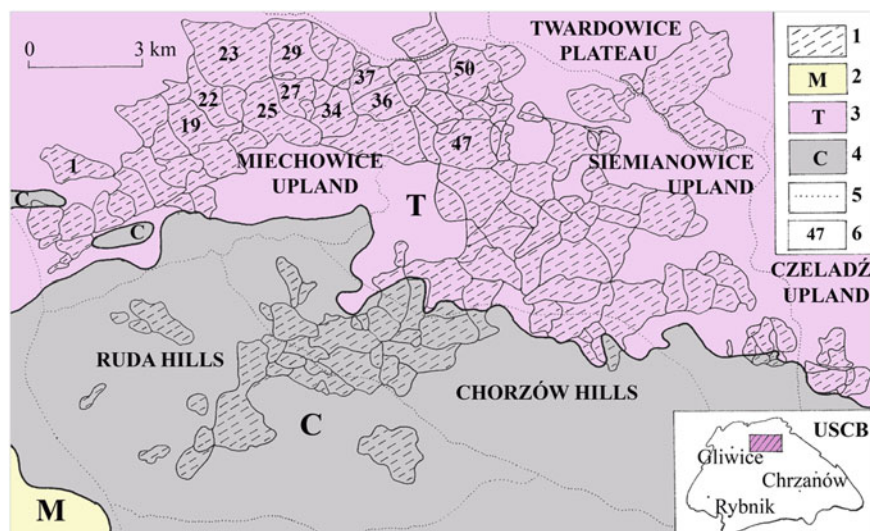 0 3 km
TWARDOWICE
PLATEAU
23
29
37
50
22
27
36
25
34
19
47
1
MIECHOWICE
UPLAND
SIEMIANOWICE
UPLAND
C
C
T
CZELADŹ
UPLAND
RUDA HILLS
CHORZÓW HILLS
C
M
1
M 2
T 3
C 4
5
47 6
USCB
Gliwice
Chrzanów
Rybnik